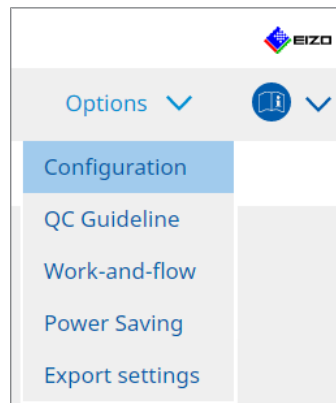 EIZO
Options
Configuration
QC Guideline
Work-and-flow
Power Saving
Export settings